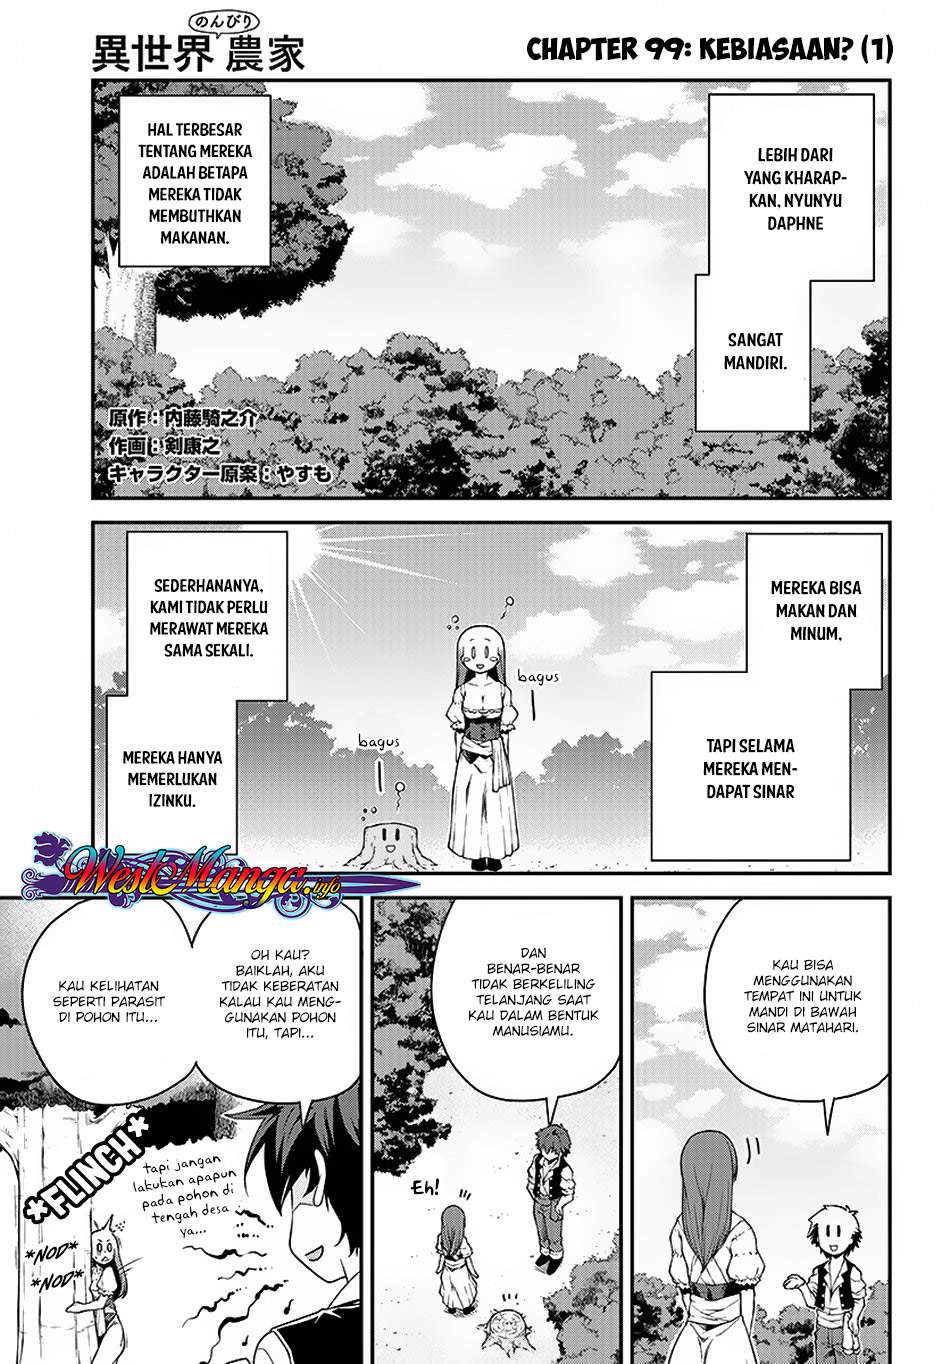 のんびり
異世界 農家
CHAPTER 99: KEBIASAAN? (1)
LEBIH DARI
YANG KHARAP-
KAN, NYUNYU
DAPHNE
SANGAT
MANDIRI.
HAL TERBESAR
TENTANG MEREKA
ADALAH BETAPA
MEREKA TIDAK
MEMBUTHKAN
MAKANAN.
原作：内藤騎之介
作画：剣康之
キャラクター原案：やすも
MEREKA BISA
MAKAN DAN
MINUM,
TAPI SELAMA
MEREKA MEN-
DAPAT SINAR
bagus
bagus
SEDERHANANYA,
KAMI TIDAK PERLU
MERAWAT MEREKA
SAMA SEKALI.
MEREKA HANYA
MEMERLUKAN
IZINKU.
WestManga.info
KAU BISA
MENGGUNAKAN
TEMPAT INI UNTUK
MANDI DI BAWAH
SINAR MATAHARI.
DAN
BENAR-BENAR
TIDAK BERKELILING
TELANJANG SAAT
KAU DALAM BENTUK
MANUSIAMU.
Eh!
OH KAU?
BAIKLAH, AKU
TIDAK KEBERATAN
KALAU KAU MENG-
GUNAKAN POHON
ITU, TAPI...
KAU KELIHATAN
SEPERTI PARASIT
DI POHON ITU...
*FLINCH*
tapi jangan
lakukan apapun
pada pohon di
tengah desa
ya...
*NOD*
*NOD*